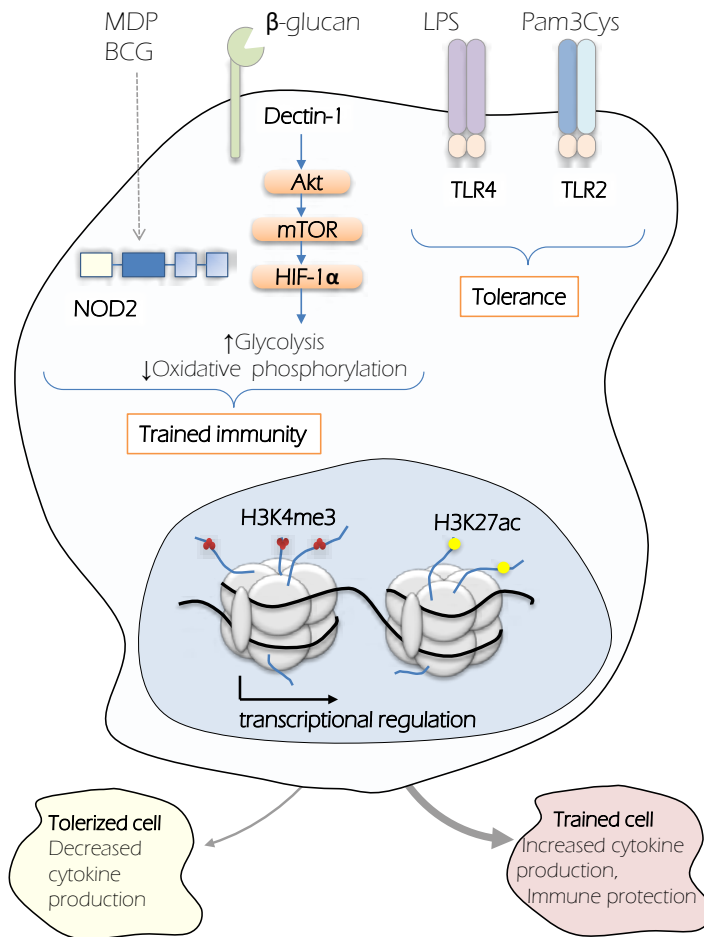 MDP
BCG
β-glucan
LPS
Pam3Cys
Dectin-1
Akt
mTOR
HIF-1α
TLR4
TLR2
NOD2
Tolerance
↑Glycolysis
↓Oxidative phosphorylation
Trained immunity
H3K4me3
H3K27ac
transcriptional regulation
Tolerized cell
Decreased
cytokine
production
Trained cell
Increased cytokine
production,
Immune protection